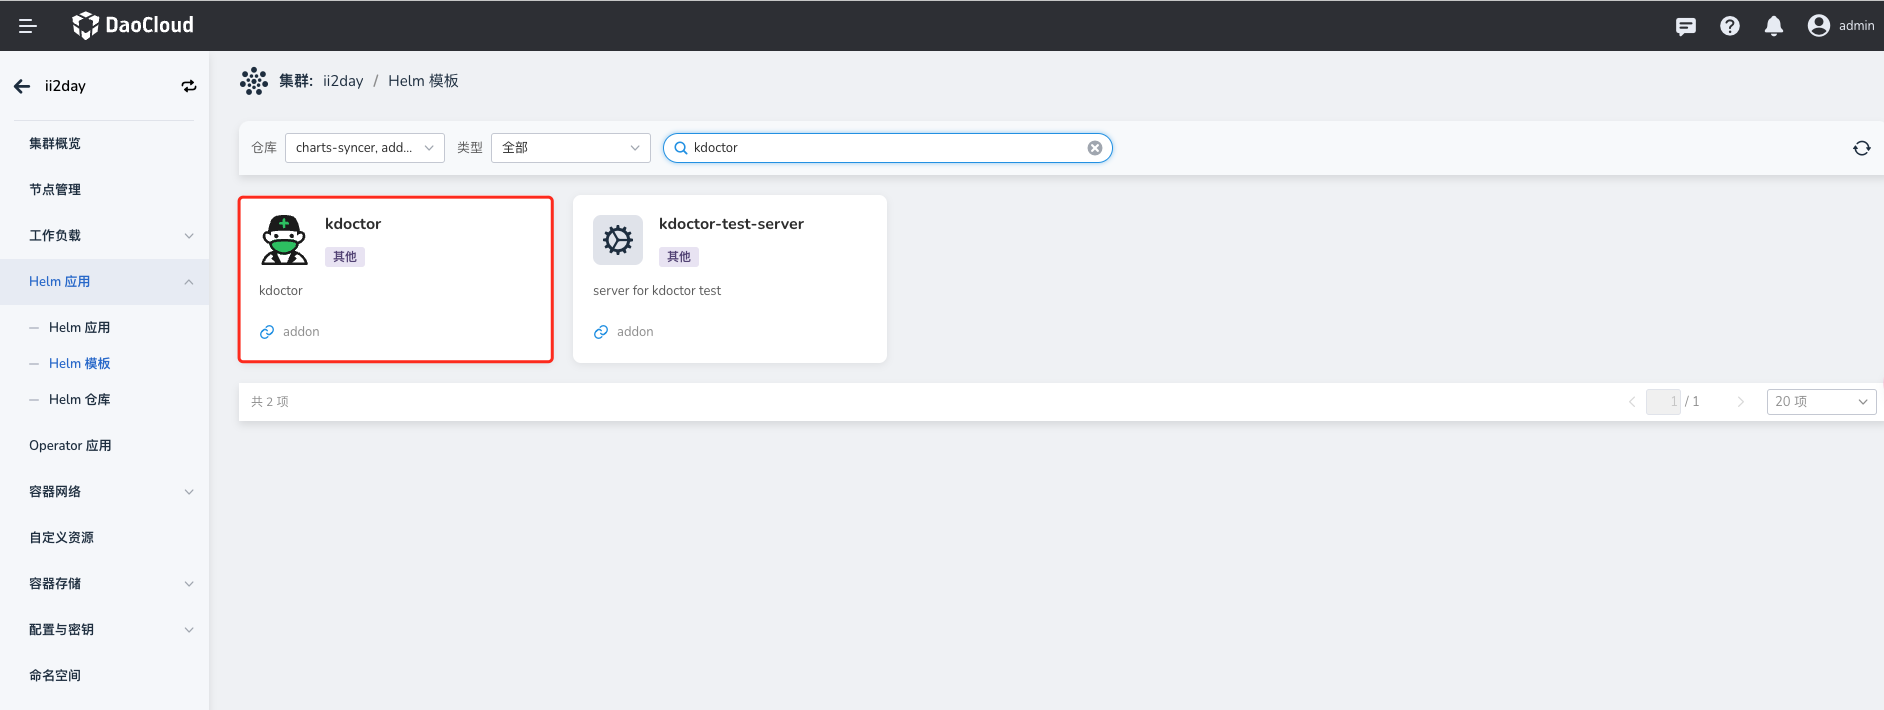 DaoCloud
admin
ii2day
集群概览
节点管理
工作负载
Helm 应用
Helm 应用
Helm 模板
Helm 仓库
Operator 应用
容器网络
自定义资源
容器存储
配置与密钥
命名空间
集群: ii2day / Helm 模板
仓库 charts-syncer, add... 类型 全部 kdoctor
kdoctor
其他
kdoctor
addon
kdoctor-test-server
其他
server for kdoctor test
addon
共 2 项
1 / 1
20 项